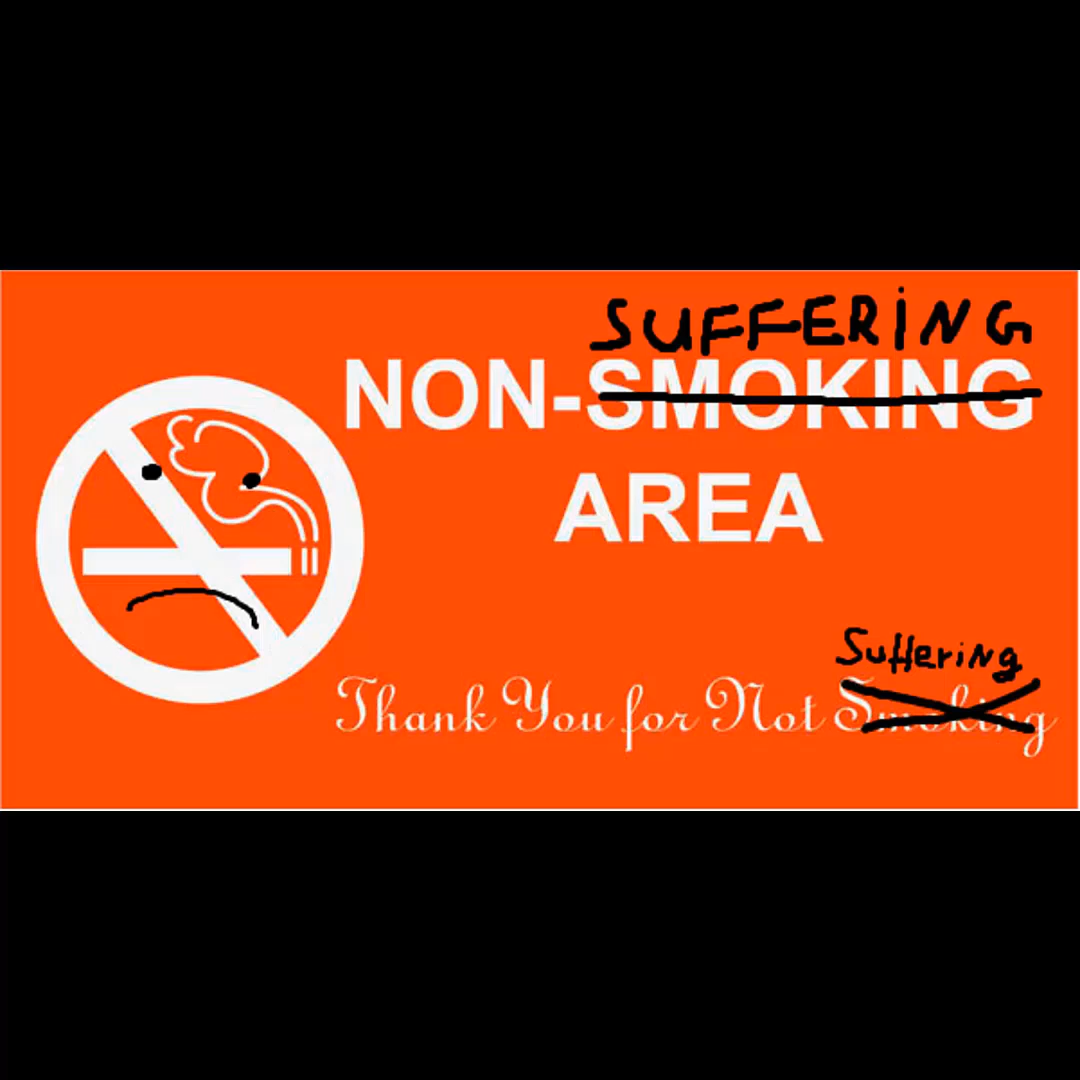 SUFFERING
NON-SMOKING
AREA
Suffering
Thank You for Not Smoking